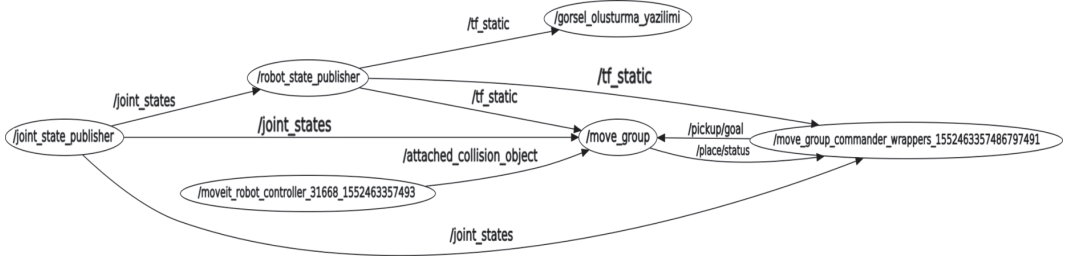 /gorsel_olusturma_yazilimi
/tf_static
/robot_state_publisher
/tf_static
/joint_states
/tf_static
/joint_states
/joint_state_publisher
/move_group
/pickup/goal
/move_group_commander_wrappers_1552463357486797491
/place/status
/attached_collision_object
/moveit_robot_controller_31668_1552463357493
/joint_states